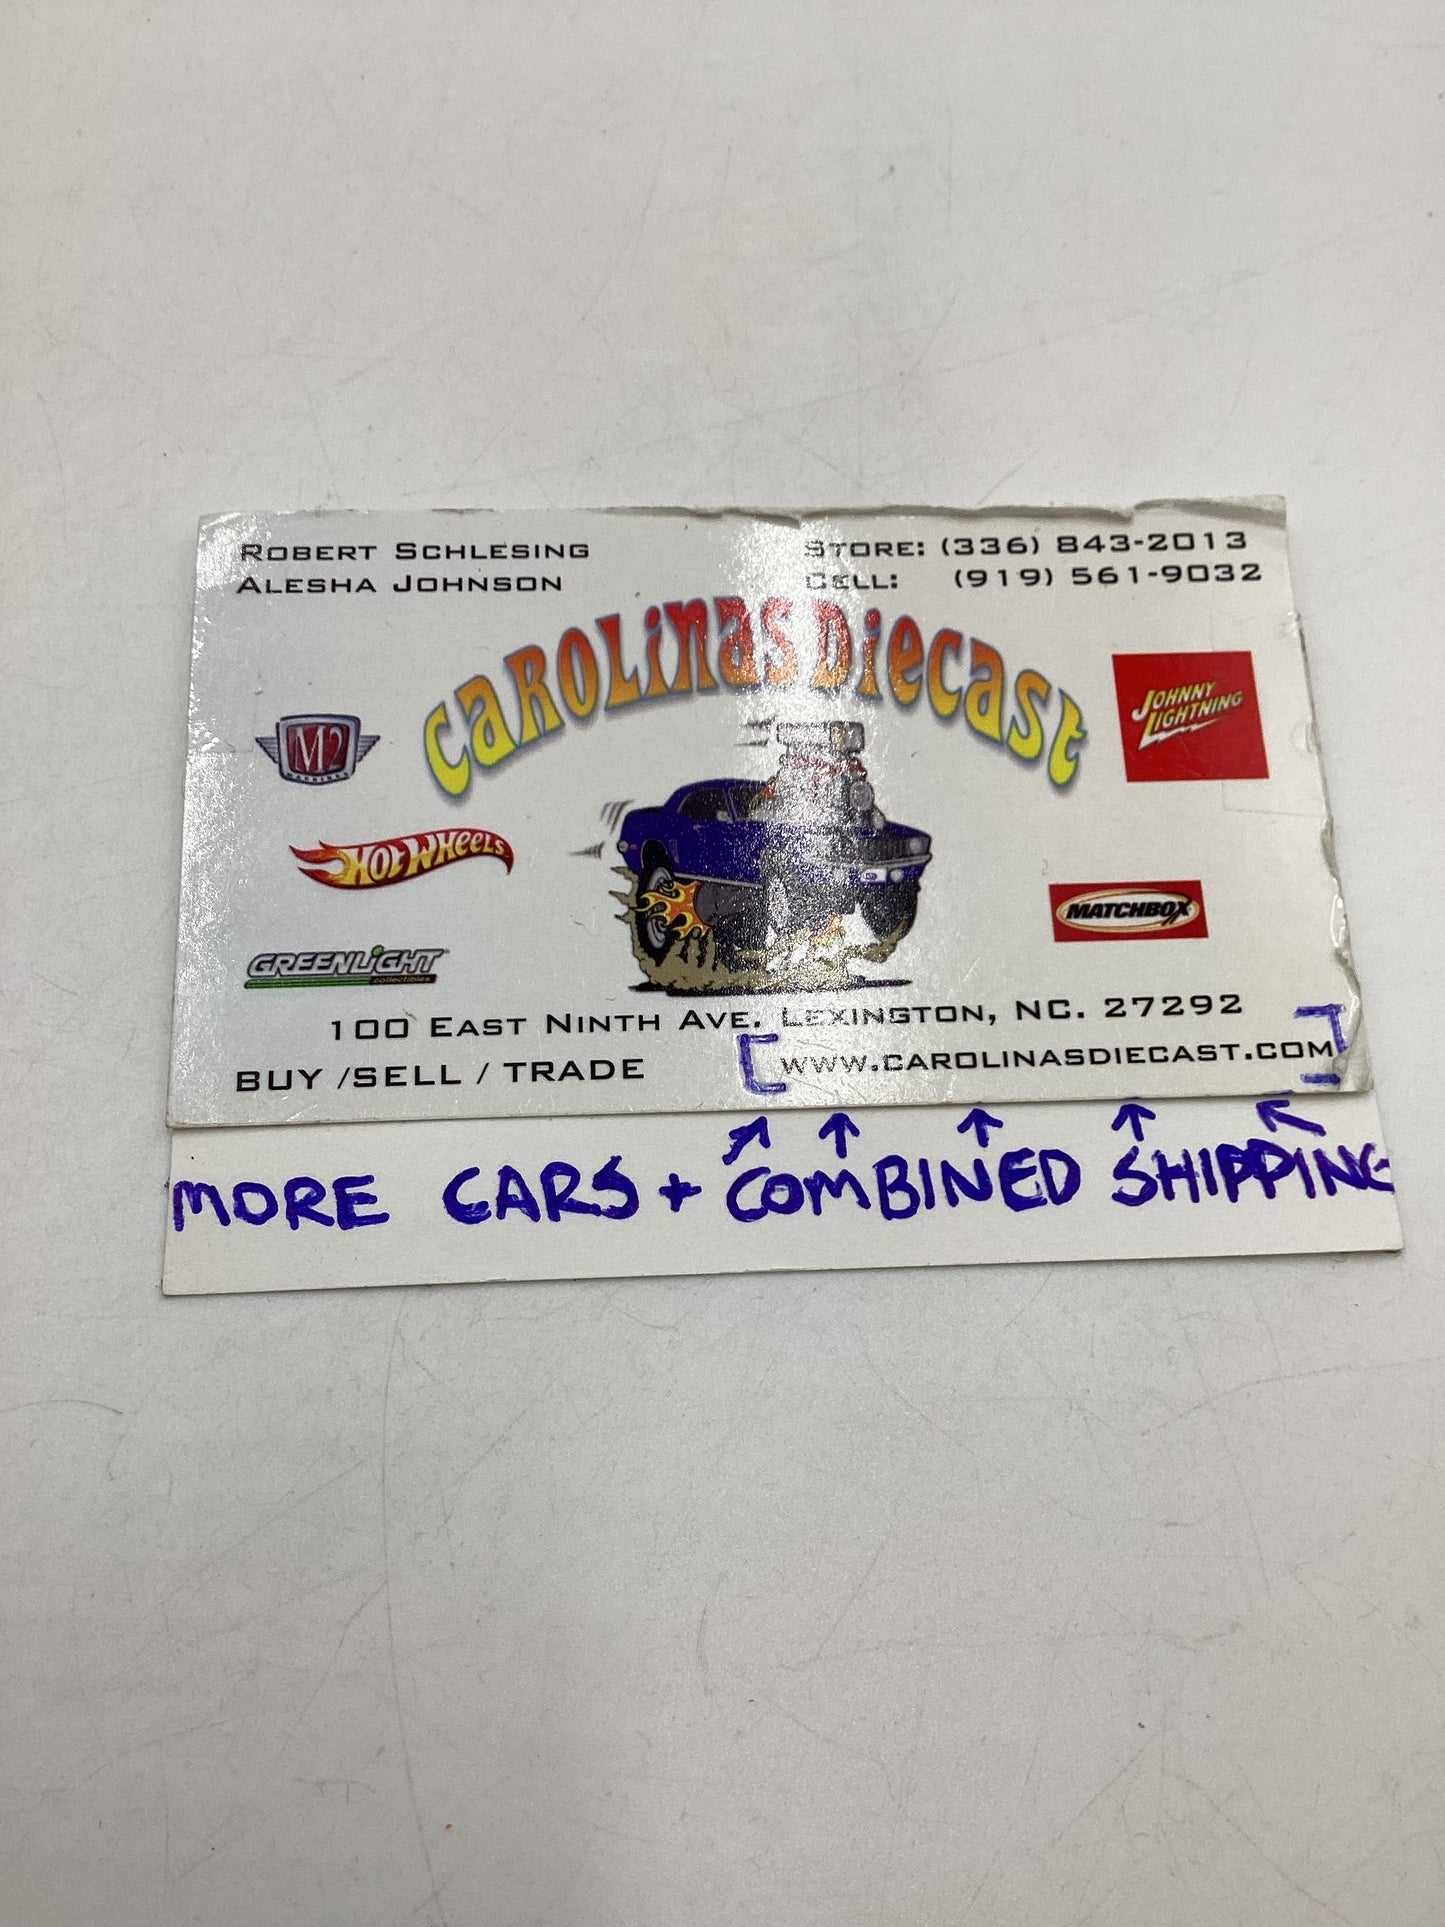 ROBERT SCHLESING
ALESHA JOHNSON
STORE: (336) 843-2013
CELL: (919) 561-9032
CAROLINAS DIECAST
M2
MACHINES
JOHNNY
LIGHTNING
HOT WHEELS
MATCHBOX
GREENLIGHT
COLLECTIBLES
100 EAST NINTH AVE. LEXINGTON, NC. 27292
BUY /SELL / TRADE
[WWW.CAROLINASDIECAST.COM]
↗ ↑ ↑ ↑ ↖
MORE CARS + COMBINED SHIPPING